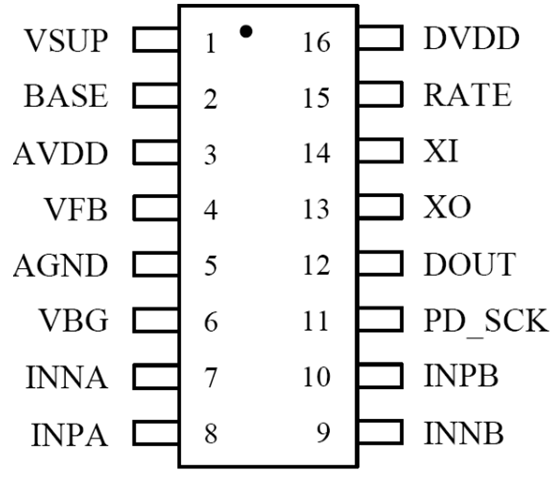 VSUP 1 16 DVDD
BASE 2 15 RATE
AVDD 3 14 XI
VFB 4 13 XO
AGND 5 12 DOUT
VBG 6 11 PD_SCK
INNA 7 10 INPB
INPA 8 9 INNB